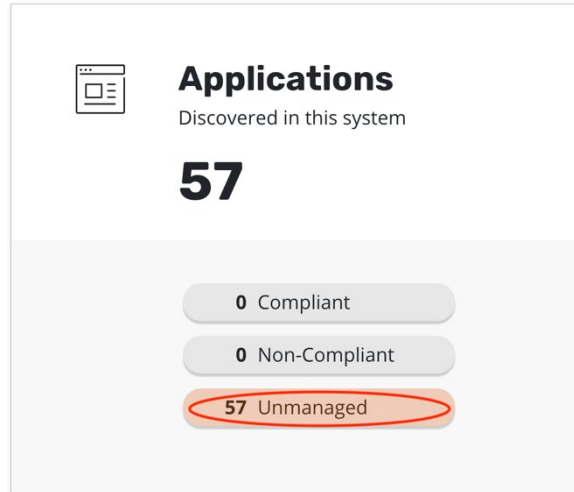 Applications
Discovered in this system
57
0 Compliant
0 Non-Compliant
57 Unmanaged